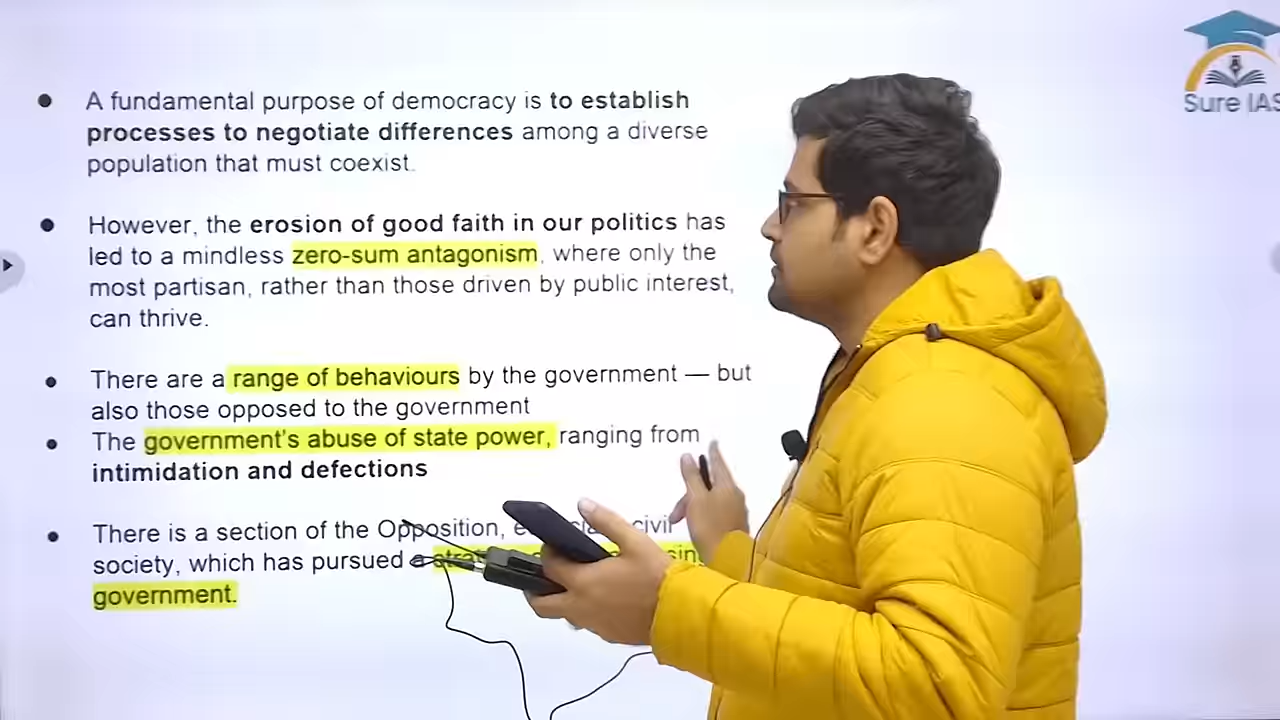 Sure IAS
A fundamental purpose of democracy is to establish
processes to negotiate differences among a diverse
population that must coexist.
However, the erosion of good faith in our politics has
led to a mindless zero-sum antagonism, where only the
most partisan, rather than those driven by public interest,
can thrive.
There are a range of behaviours by the government — but
also those opposed to the government
The government's abuse of state power, ranging from
intimidation and defections
There is a section of the Opposition, civil
society, which has pursued a
government.